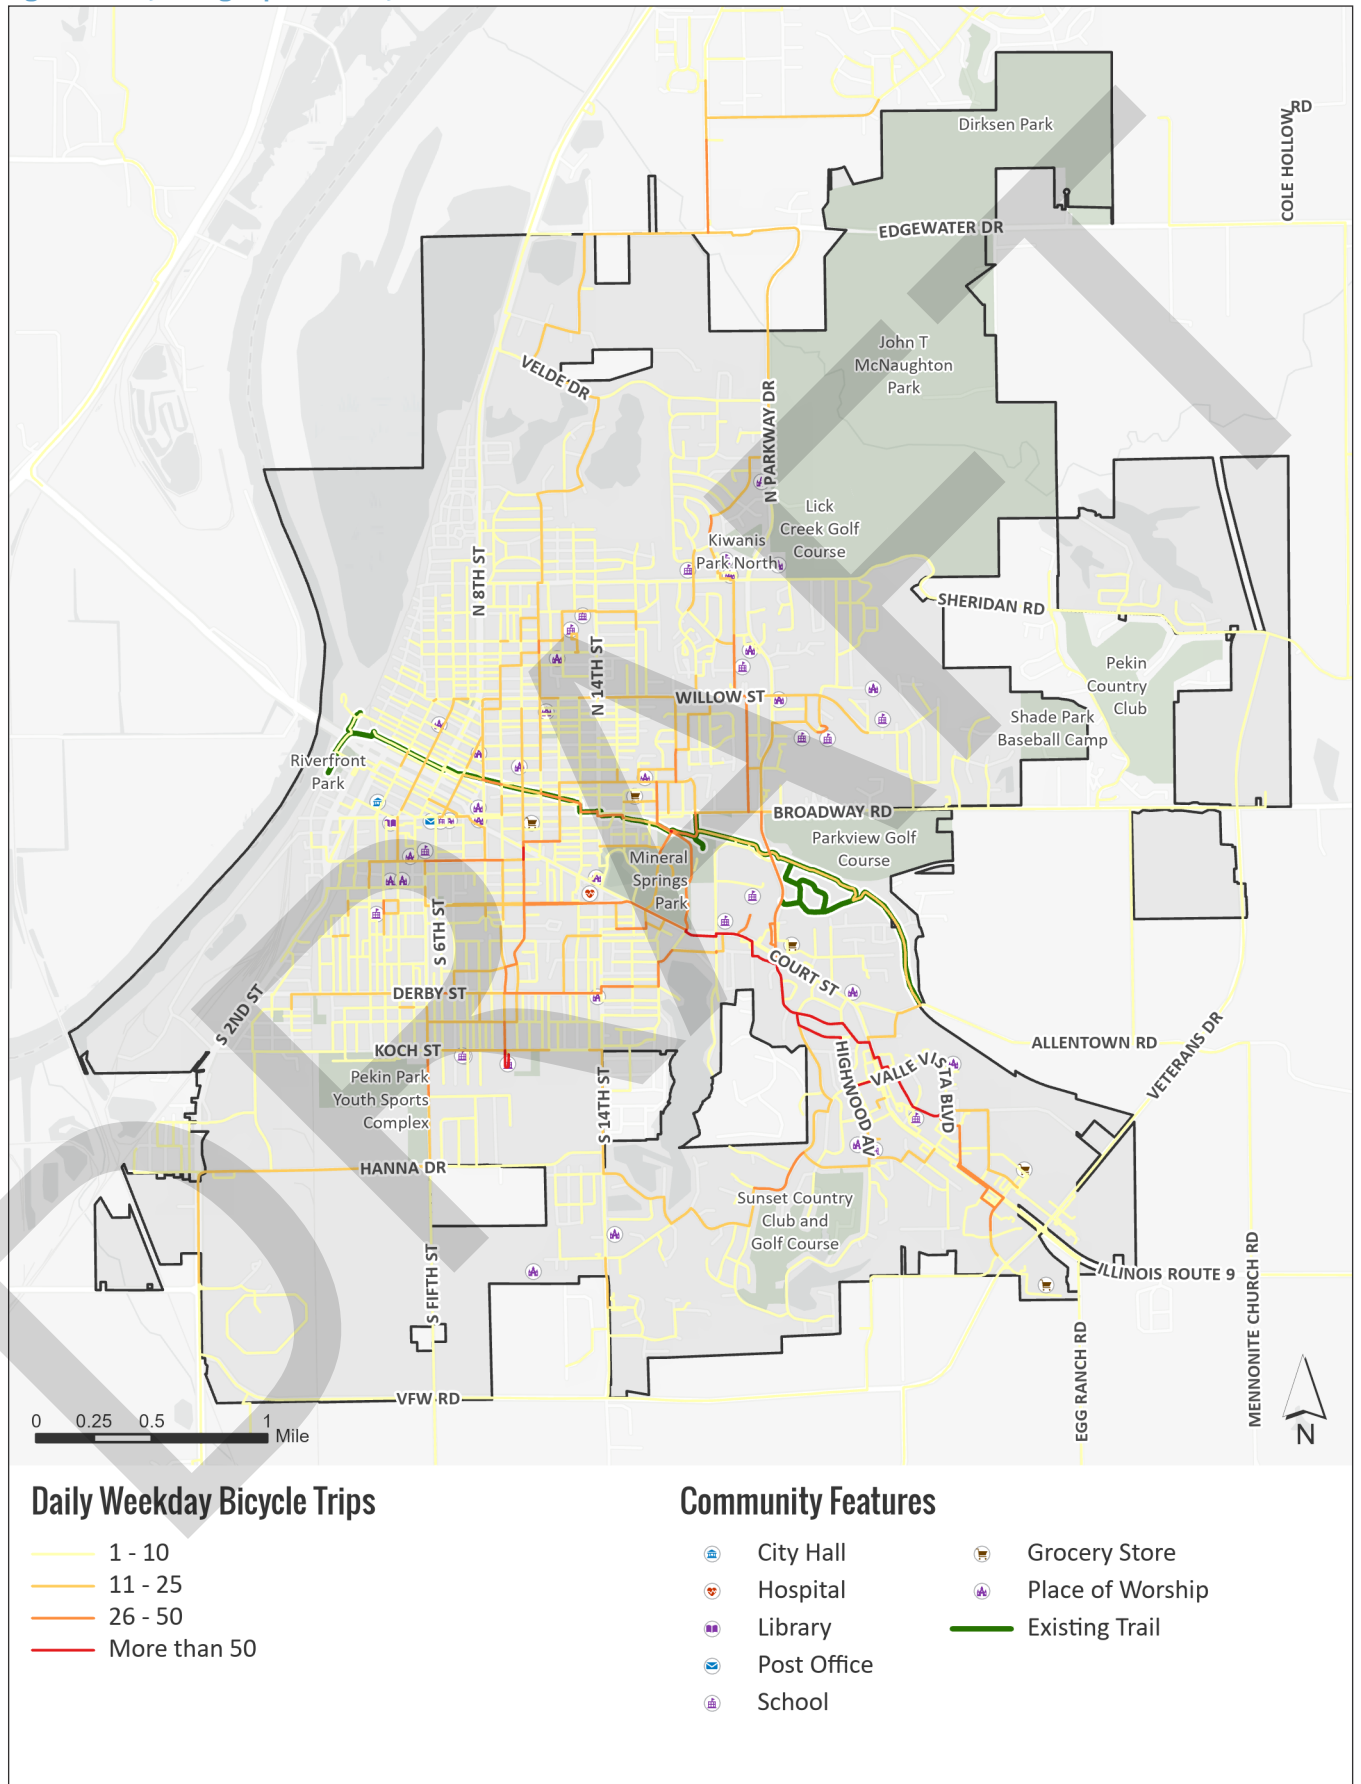 Dirksen Park
COLE HOLLOW RD
EDGEWATER DR
John T
McNaughton
Park
VELDE DR
N PARKWAY DR
Lick
Creek Golf
Course
Kiwanis
Park North
N 8TH ST
SHERIDAN RD
N 14TH ST
Pekin
Country
Club
WILLOW ST
Shade Park
Baseball Camp
Riverfront
Park
BROADWAY RD
Parkview Golf
Course
Mineral
Springs
Park
S 6TH ST
COURT ST
DERBY ST
S 2ND ST
ALLENTOWN RD
VETERANS DR
KOCH ST
HIGHWOOD AV
VALLE VISTA BLVD
Pekin Park
Youth Sports
Complex
S 14TH ST
HANNA DR
Sunset Country
Club and
Golf Course
S FIFTH ST
ILLINOIS ROUTE 9
MENNONITE CHURCH RD
EGG RANCH RD
VFW RD
0 0.25 0.5 1
Mile
N
DRAFT
Daily Weekday Bicycle Trips
1 - 10
11 - 25
26 - 50
More than 50
Community Features
City Hall
Hospital
Library
Post Office
School
Grocery Store
Place of Worship
Existing Trail